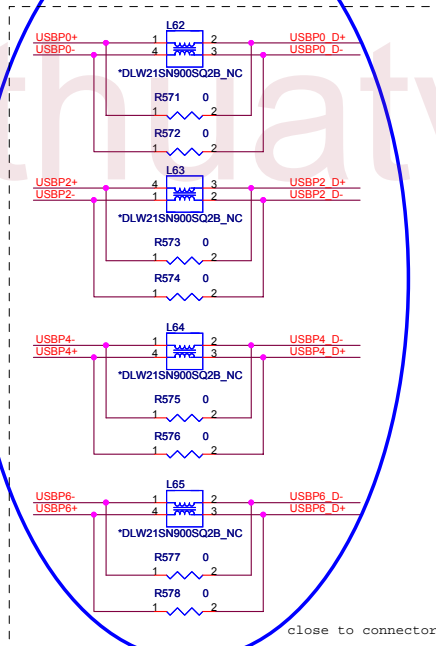 L62
USBP0+ 1 2 USBP0_D+
USBP0- 4 3 USBP0_D-
*DLW21SN900SQ2B_NC
R571 0
1 2
R572 0
1 2
L63
USBP2+ 4 3 USBP2_D+
USBP2- 1 2 USBP2_D-
*DLW21SN900SQ2B_NC
R573 0
1 2
R574 0
1 2
L64
USBP4- 1 2 USBP4_D-
USBP4+ 4 3 USBP4_D+
*DLW21SN900SQ2B_NC
R575 0
1 2
R576 0
1 2
L65
USBP6- 1 2 USBP6_D-
USBP6+ 4 3 USBP6_D+
*DLW21SN900SQ2B_NC
R577 0
1 2
R578 0
1 2
close to connector